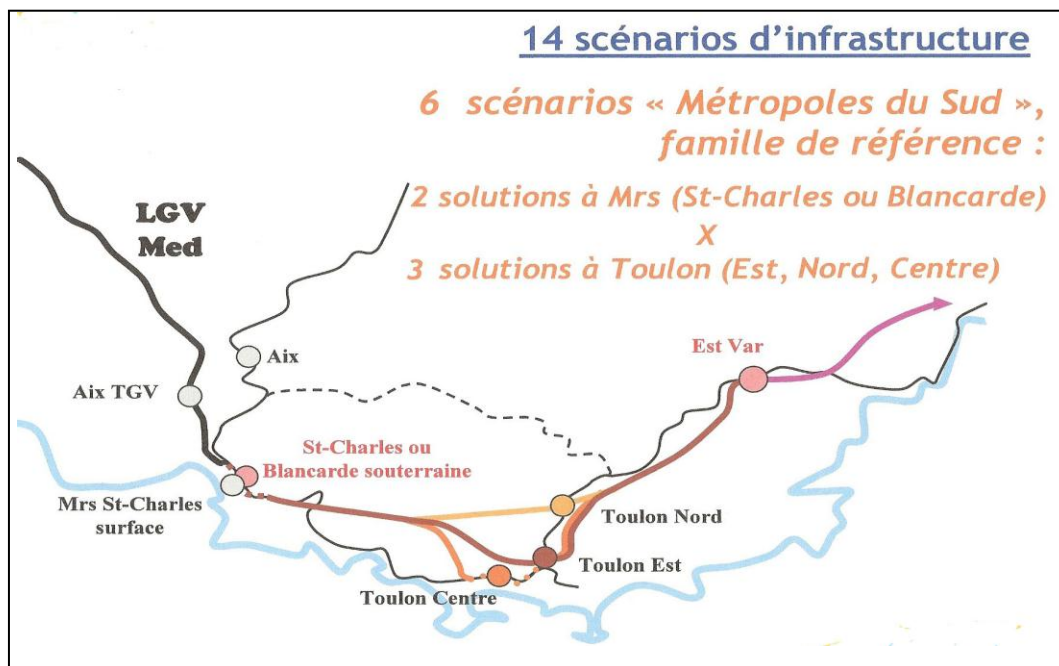 14 scénarios d'infrastructure
6 scénarios « Métropoles du Sud »,
famille de référence :
2 solutions à Mrs (St-Charles ou Blancarde)
X
3 solutions à Toulon (Est, Nord, Centre)
LGV
Med
Aix
Est Var
Aix TGV
St-Charles ou
Blancarde souterraine
Mrs St-Charles
surface
Toulon Nord
Toulon Est
Toulon Centre